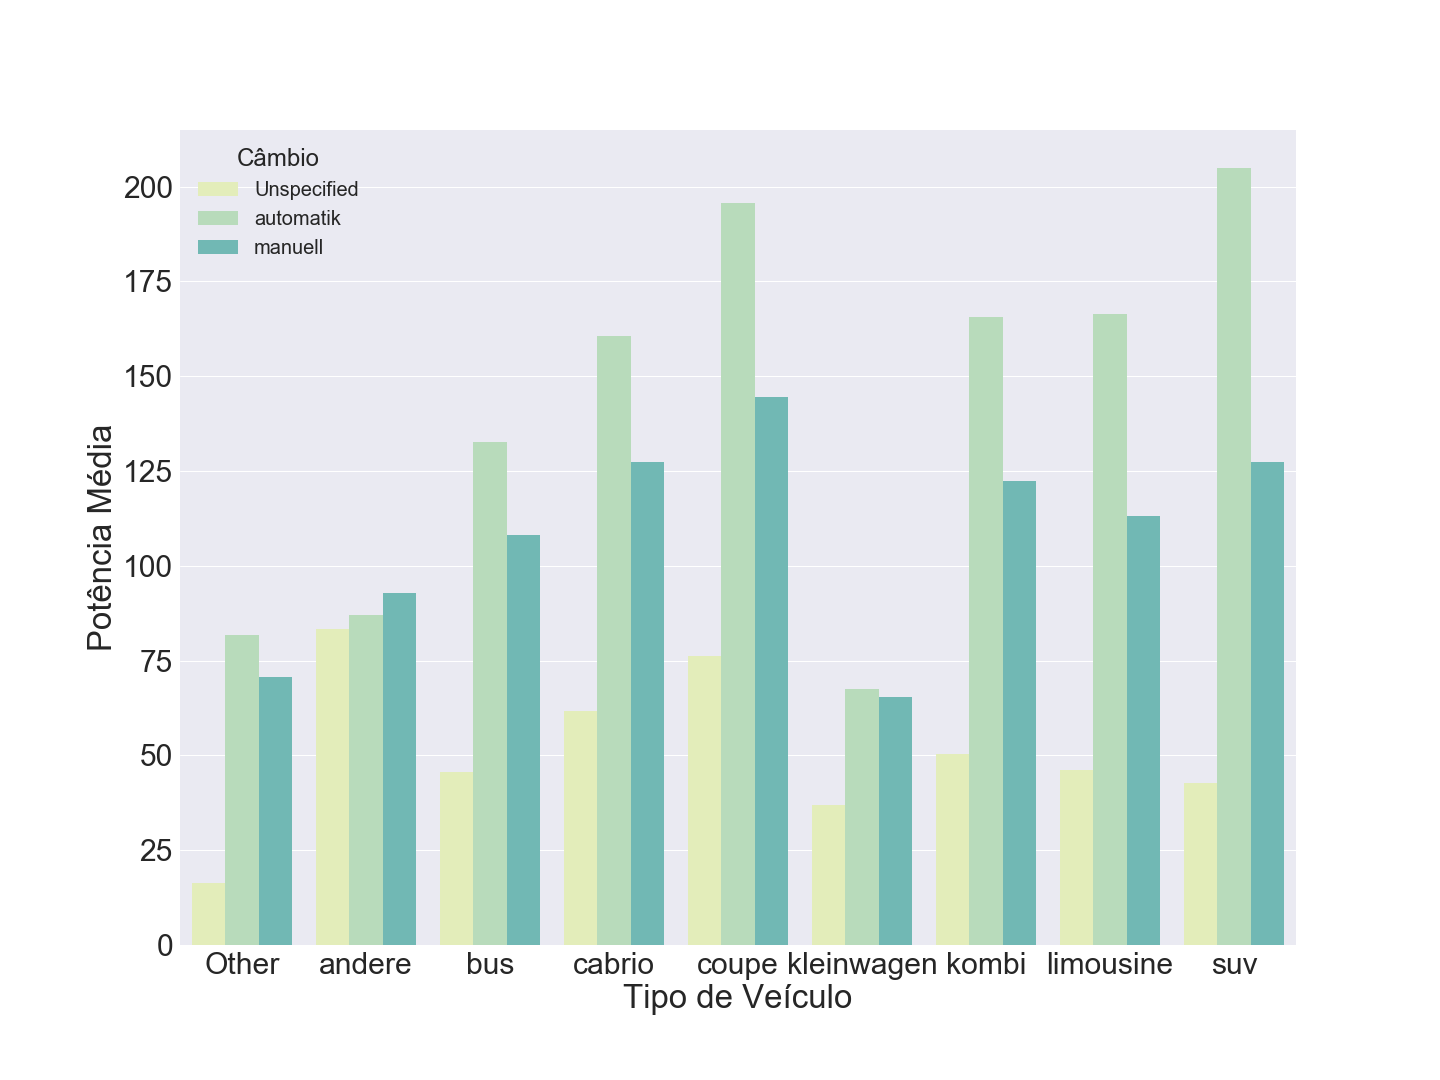 Câmbio
Unspecified
automatik
manuell
200
175
150
125
100
75
50
25
0
Potência Média
Other andere bus cabrio coupe kleinwagen kombi limousine suv
Tipo de Veículo